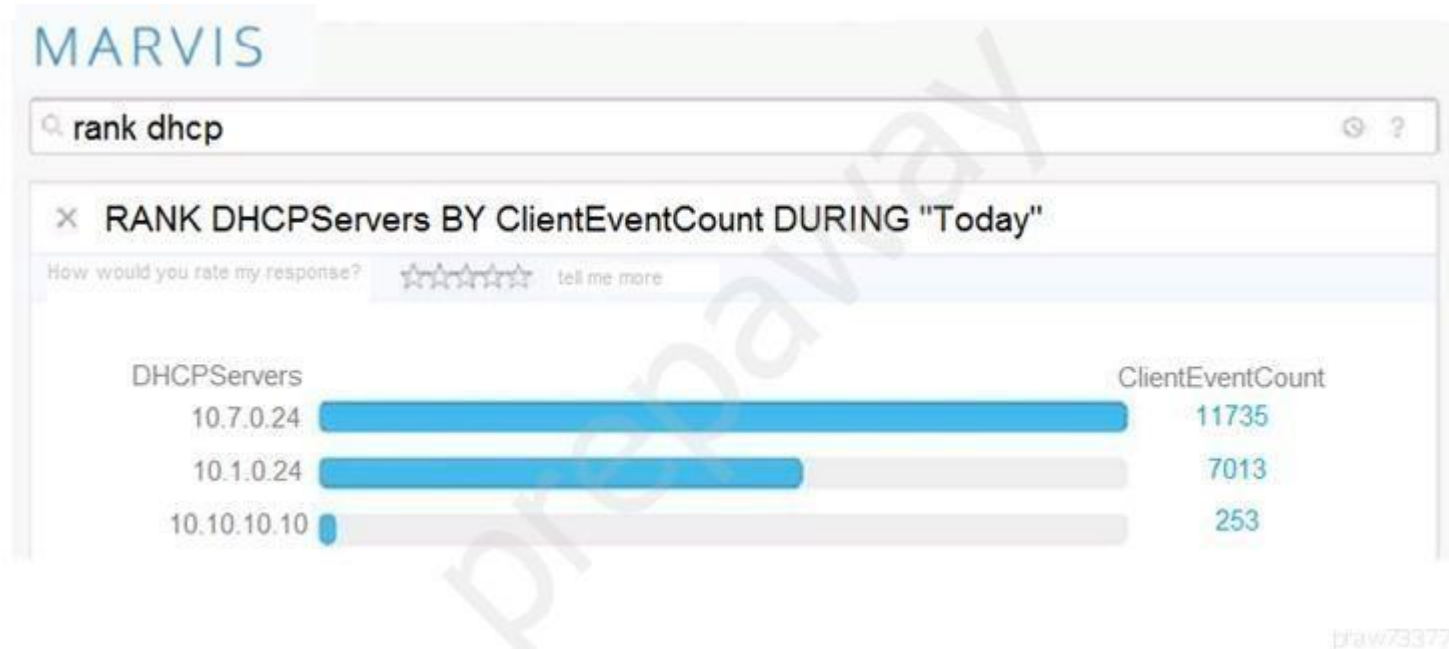 MARVIS
rank dhcp
?
× RANK DHCPServers BY ClientEventCount DURING "Today"
How would you rate my response? tell me more
DHCPServers ClientEventCount
10.7.0.24 11735
10.1.0.24 7013
10.10.10.10 253
prepaway
praw73377